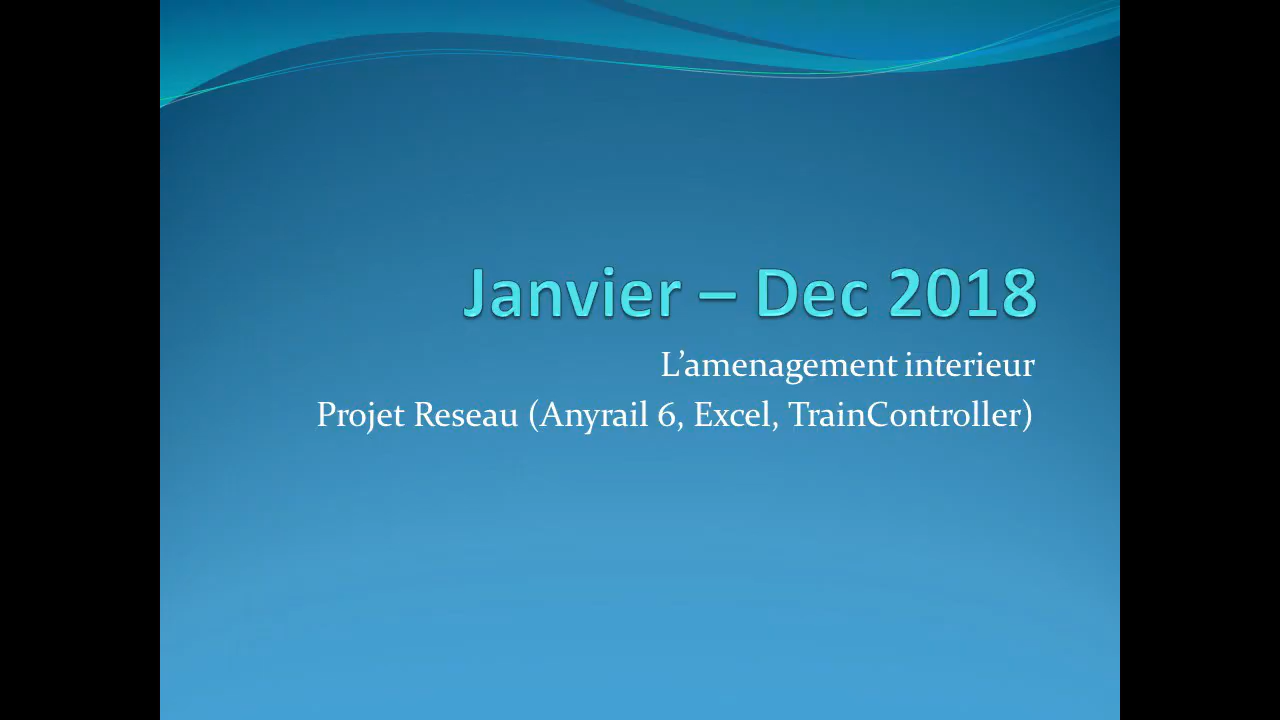 Janvier – Dec 2018
L’amenagement interieur
Projet Reseau (Anyrail 6, Excel, TrainController)